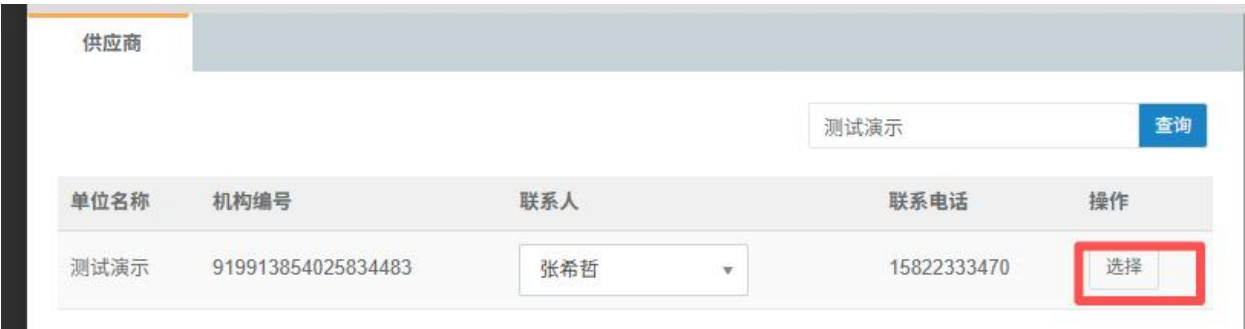 供应商
测试演示 查询
单位名称 机构编号 联系人 联系电话 操作
测试演示 919913854025834483 张希哲 15822333470 选择